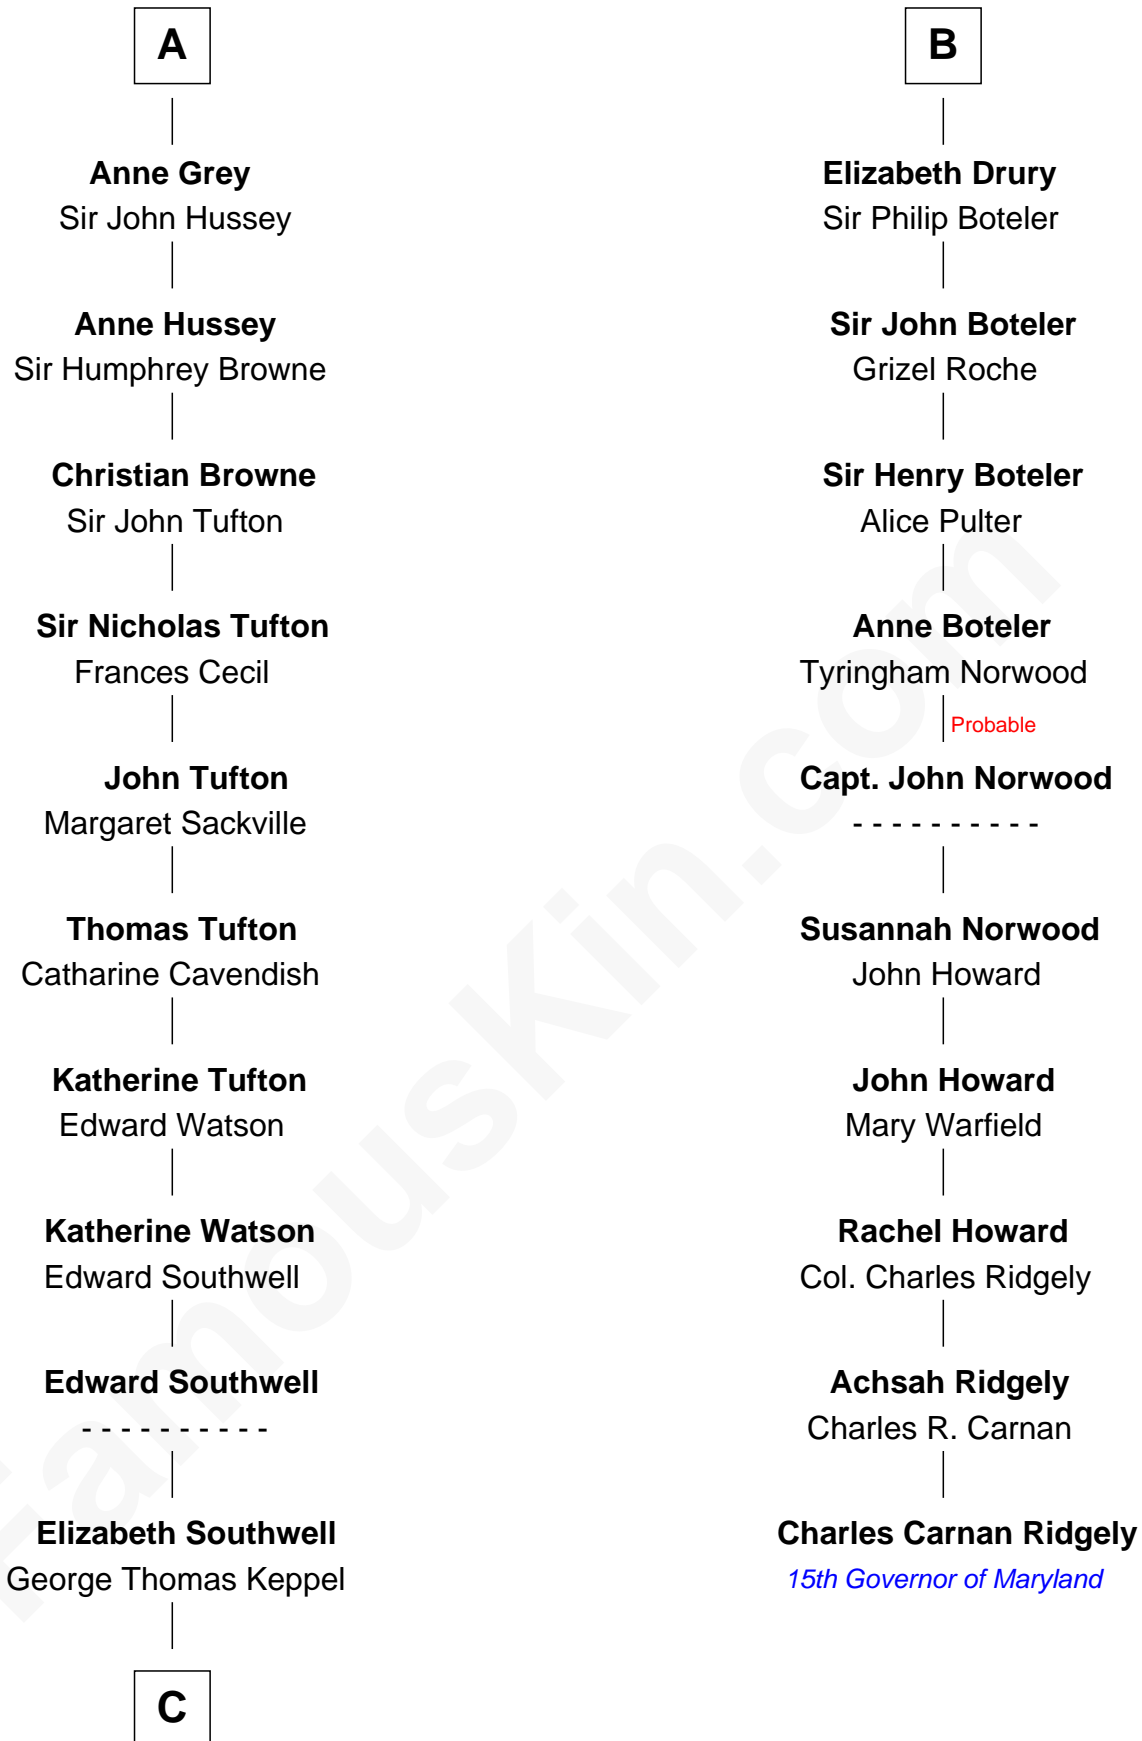 A
Anne Grey
Sir John Hussey
Anne Hussey
Sir Humphrey Browne
Christian Browne
Sir John Tufton
Sir Nicholas Tufton
Frances Cecil
John Tufton
Margaret Sackville
Thomas Tufton
Catharine Cavendish
Katherine Tufton
Edward Watson
Katherine Watson
Edward Southwell
Edward Southwell
- - - - - - - - - -
Elizabeth Southwell
George Thomas Keppel
C
B
Elizabeth Drury
Sir Philip Boteler
Sir John Boteler
Grizel Roche
Sir Henry Boteler
Alice Pulter
Anne Boteler
Tyringham Norwood
Probable
Capt. John Norwood
- - - - - - - - - -
Susannah Norwood
John Howard
John Howard
Mary Warfield
Rachel Howard
Col. Charles Ridgely
Achsah Ridgely
Charles R. Carnan
Charles Carnan Ridgely
15th Governor of Maryland
FamousKin.com